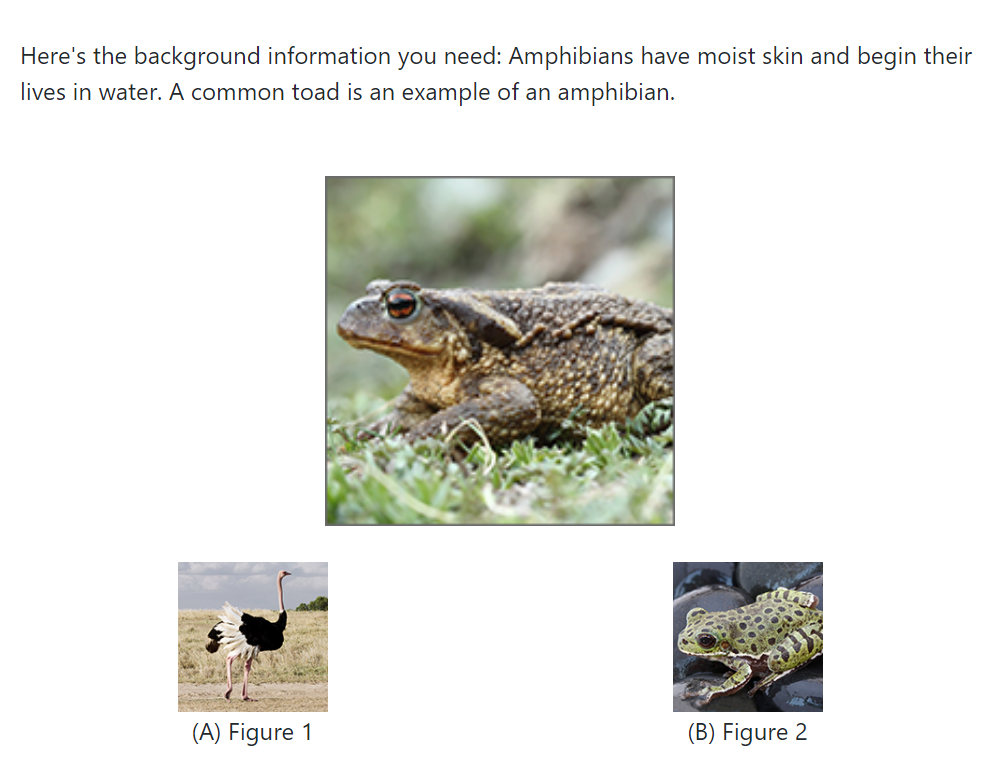 Here's the background information you need: Amphibians have moist skin and begin their
lives in water. A common toad is an example of an amphibian.
(A) Figure 1
(B) Figure 2